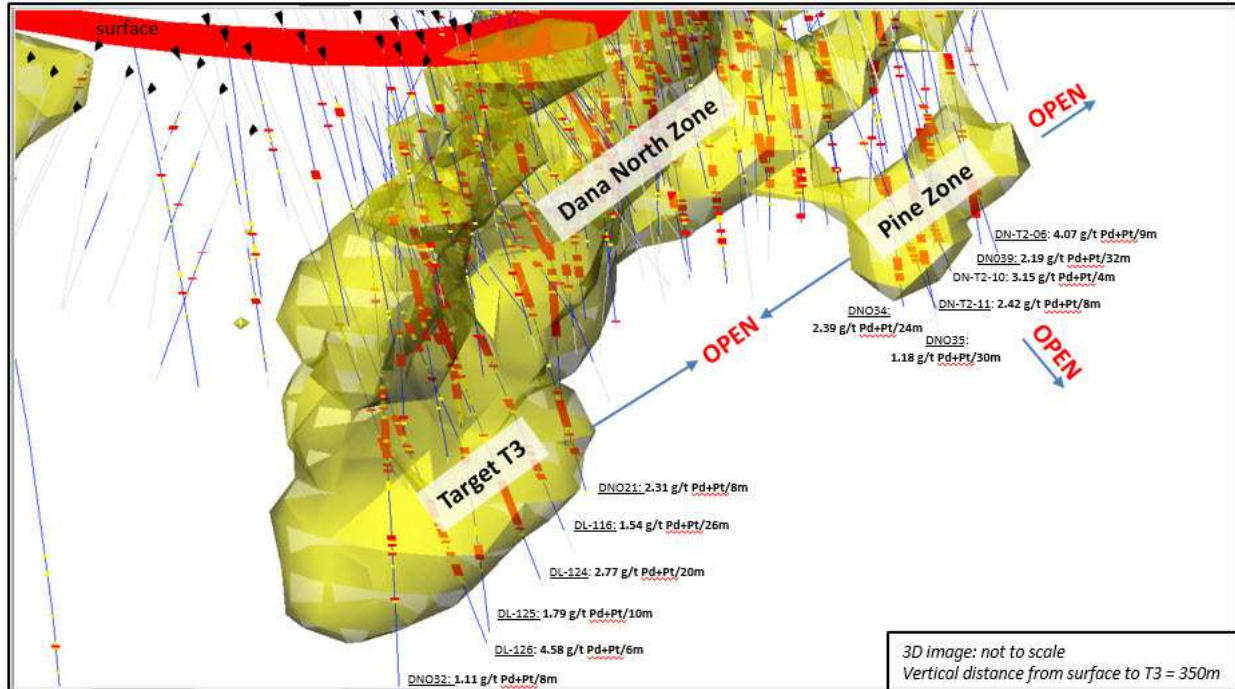 surface
OPEN
Dana North Zone
Pine Zone
DN-T2-06: 4.07 g/t Pd+Pt/9m
DNO39: 2.19 g/t Pd+Pt/32m
DN-T2-10: 3.15 g/t Pd+Pt/4m
DN-T2-11: 2.42 g/t Pd+Pt/8m
DNO34:
2.39 g/t Pd+Pt/24m
DNO35:
1.18 g/t Pd+Pt/30m
OPEN
OPEN
Target T3
DNO21: 2.31 g/t Pd+Pt/8m
DL-116: 1.54 g/t Pd+Pt/26m
DL-124: 2.77 g/t Pd+Pt/20m
DL-125: 1.79 g/t Pd+Pt/10m
DL-126: 4.58 g/t Pd+Pt/6m
DNO32: 1.11 g/t Pd+Pt/8m
3D image: not to scale
Vertical distance from surface to T3 = 350m